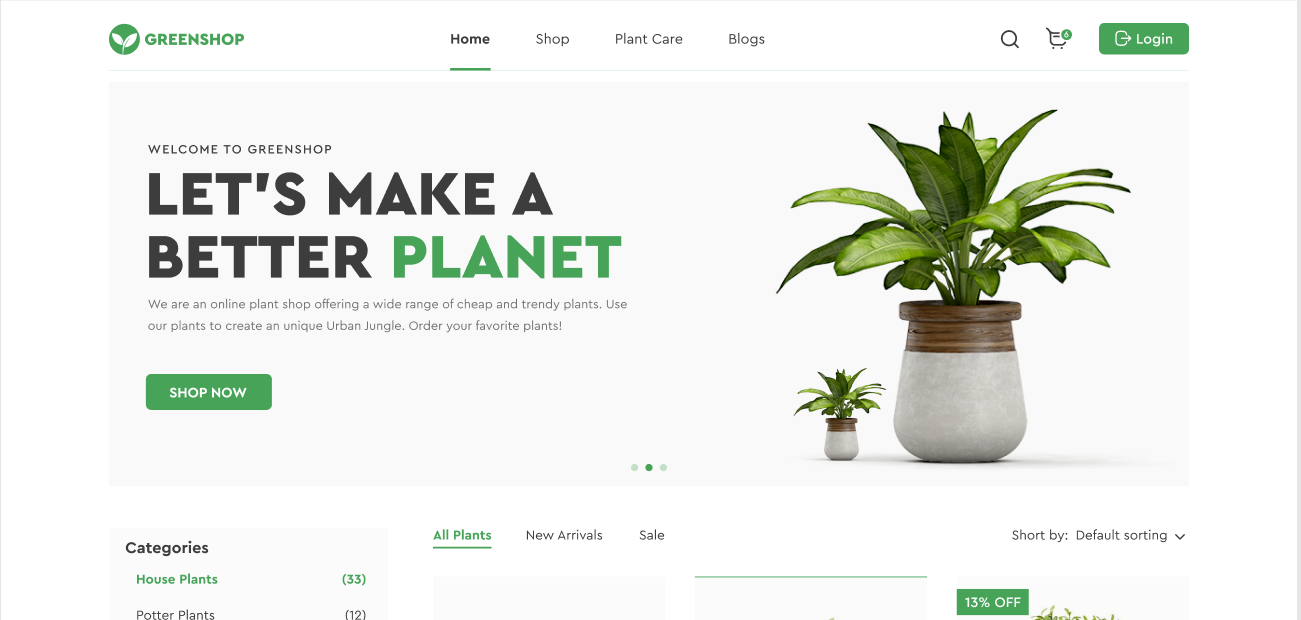 GREENSHOP
Home
Shop
Plant Care
Blogs
6
Login
WELCOME TO GREENSHOP
LET'S MAKE A
BETTER PLANET
We are an online plant shop offering a wide range of cheap and trendy plants. Use
our plants to create an unique Urban Jungle. Order your favorite plants!
SHOP NOW
Categories
House Plants (33)
Potter Plants (12)
All Plants
New Arrivals
Sale
Short by: Default sorting
13% OFF